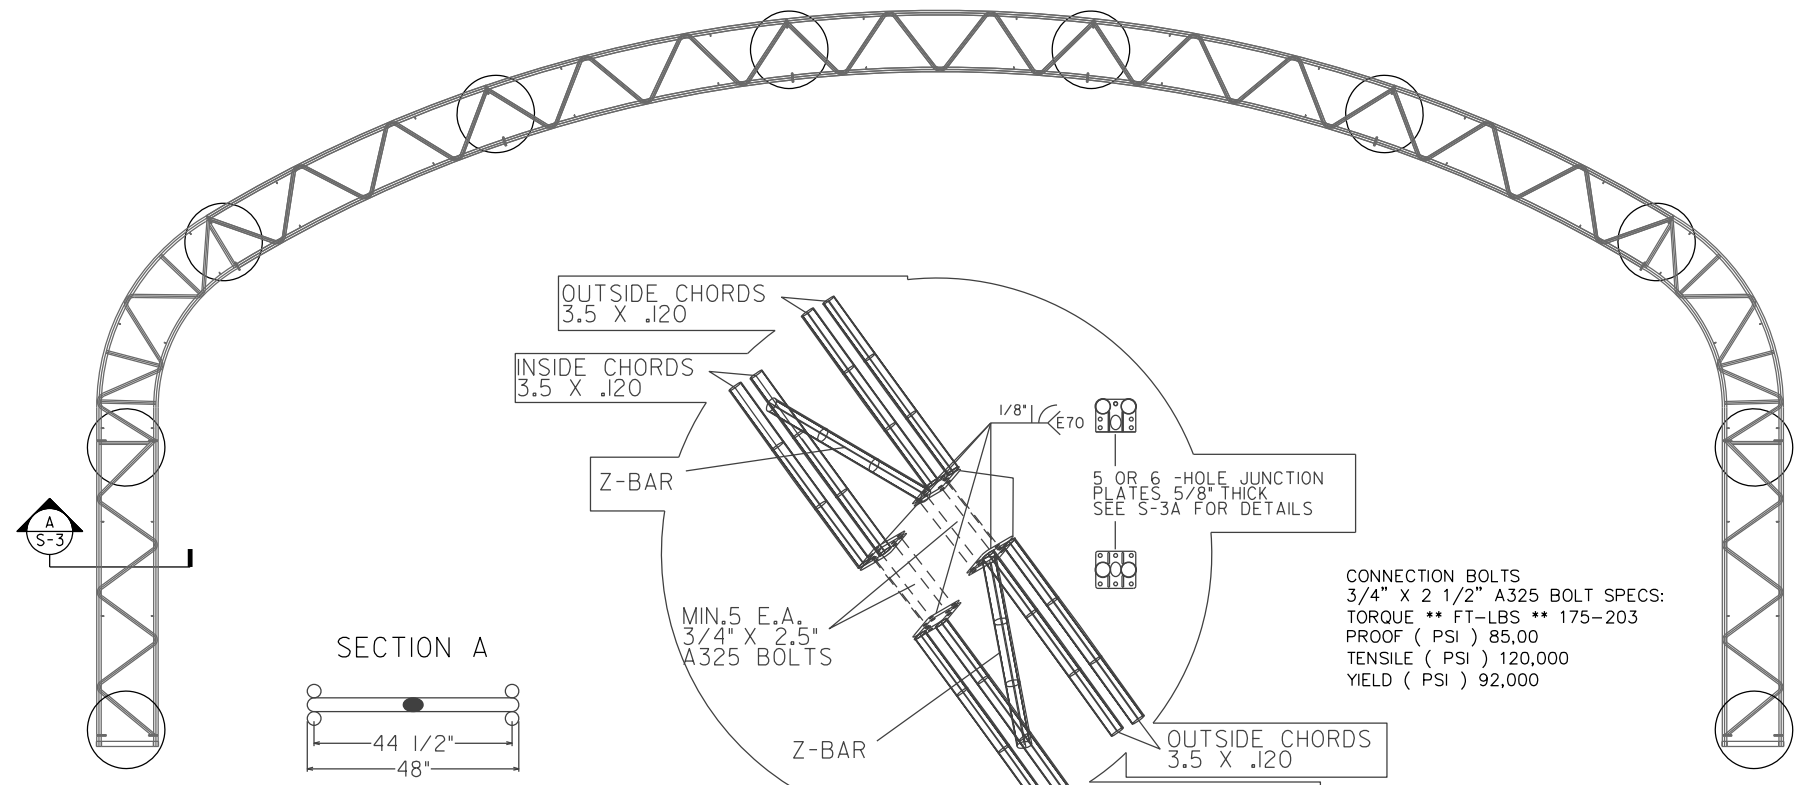 OUTSIDE CHORDS
3.5 X .120
INSIDE CHORDS
3.5 X .120
1/8"
E70
Z-BAR
5 OR 6 -HOLE JUNCTION
PLATES 5/8" THICK
SEE S-3A FOR DETAILS
A
S-3
CONNECTION BOLTS
3/4” X 2 1/2” A325 BOLT SPECS:
TORQUE ** FT-LBS ** 175-203
PROOF ( PSI ) 85,00
TENSILE ( PSI ) 120,000
YIELD ( PSI ) 92,000
MIN.5 E.A.
3/4" X 2.5"
A325 BOLTS
SECTION A
44 1/2"
48"
Z-BAR
OUTSIDE CHORDS
3.5 X .120